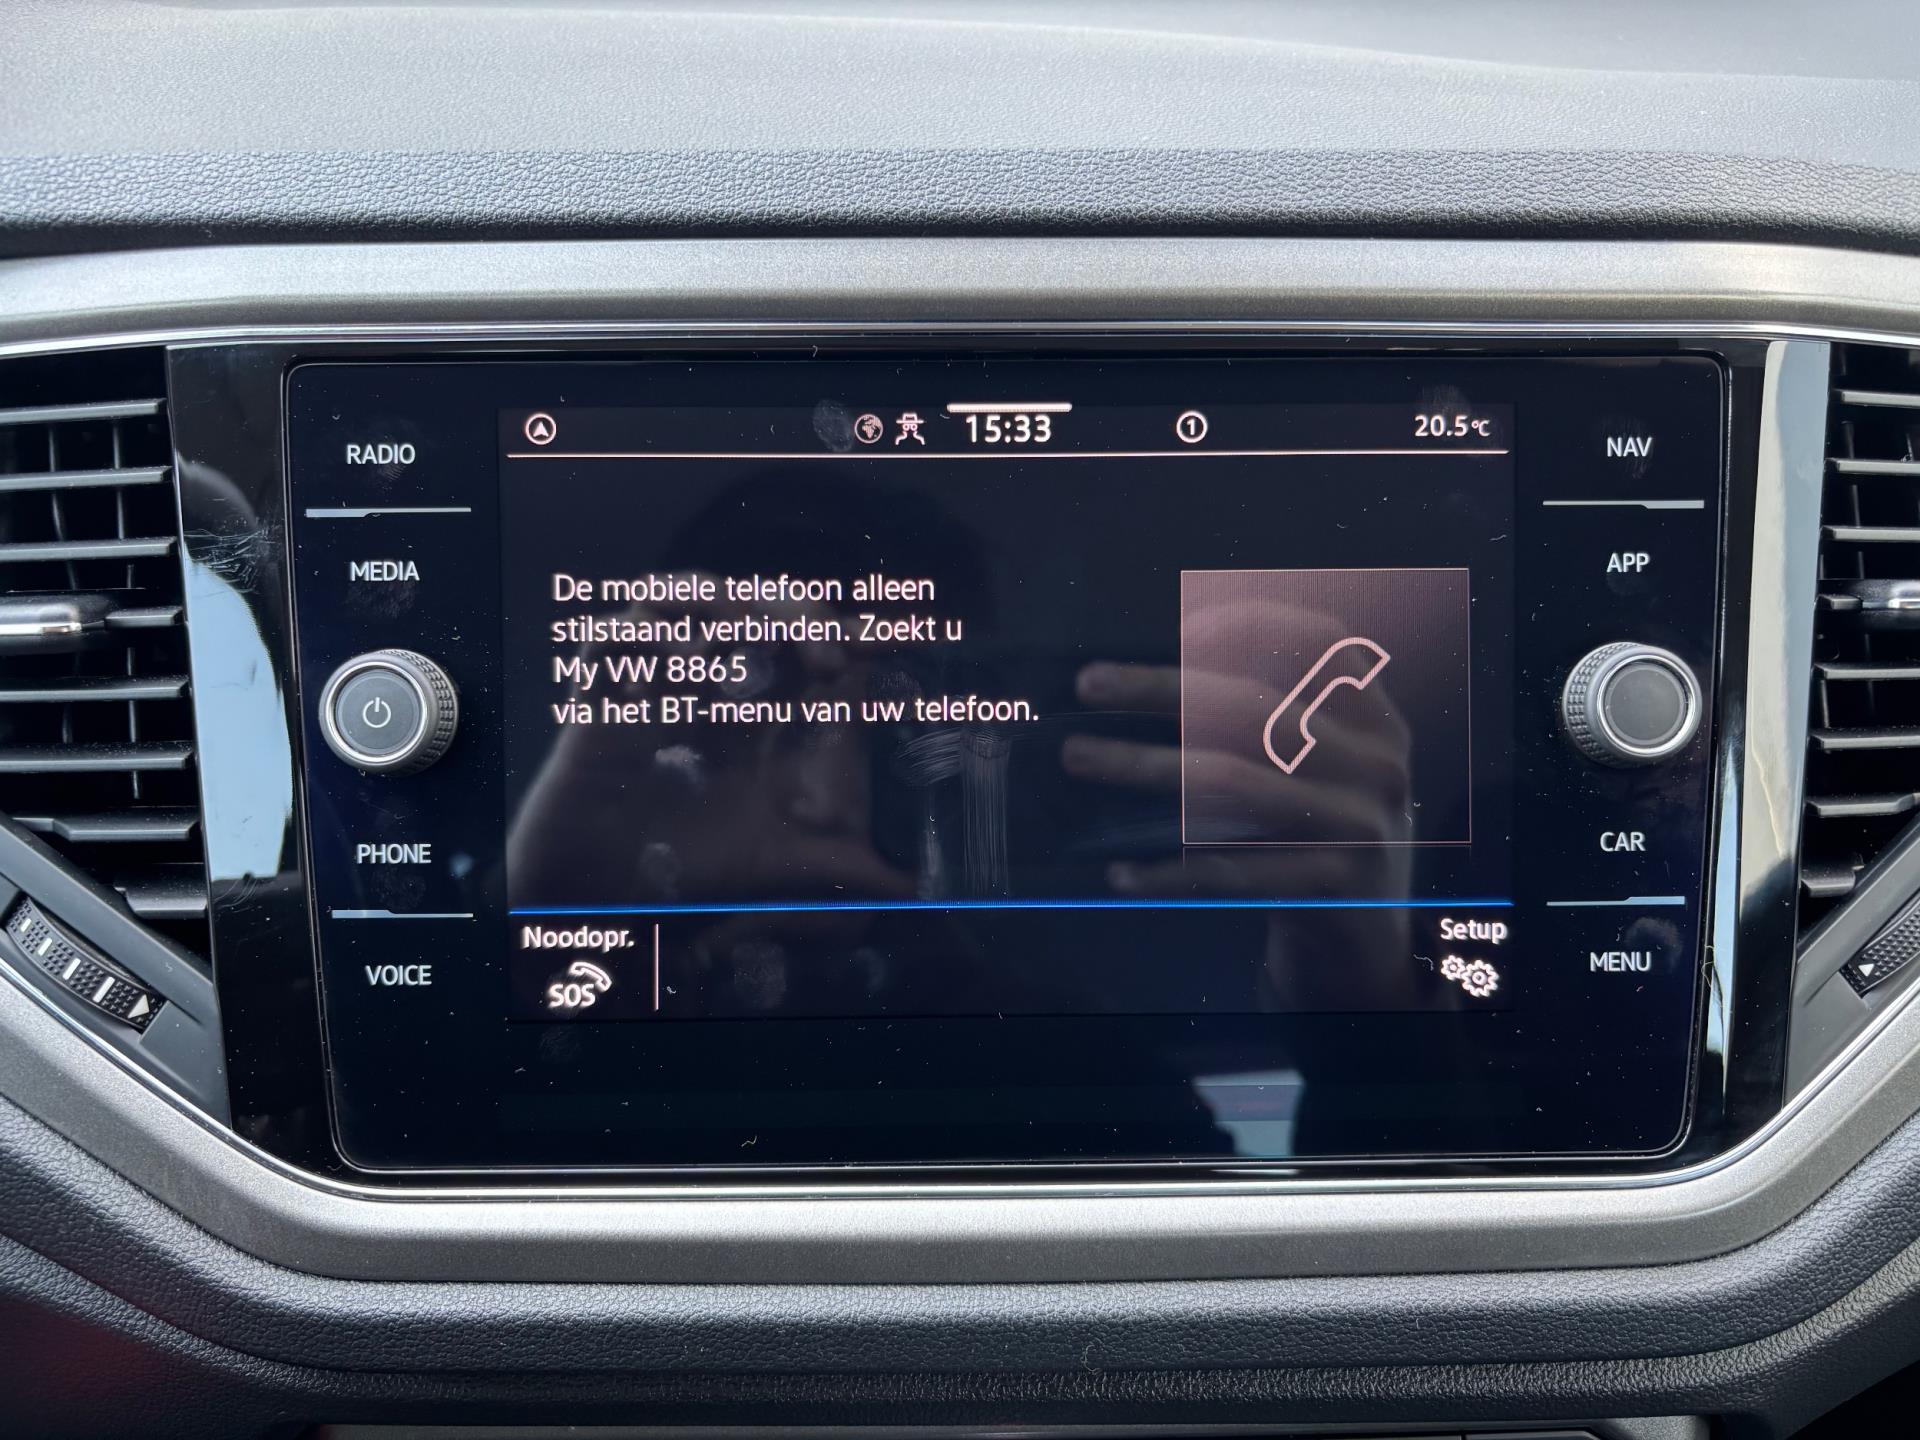 15:33
1
20.5°C
RADIO
MEDIA
PHONE
VOICE
De mobiele telefoon alleen
stilstaand verbinden. Zoekt u
My VW 8865
via het BT-menu van uw telefoon.
Noodopr.
SOS
Setup
NAV
APP
CAR
MENU